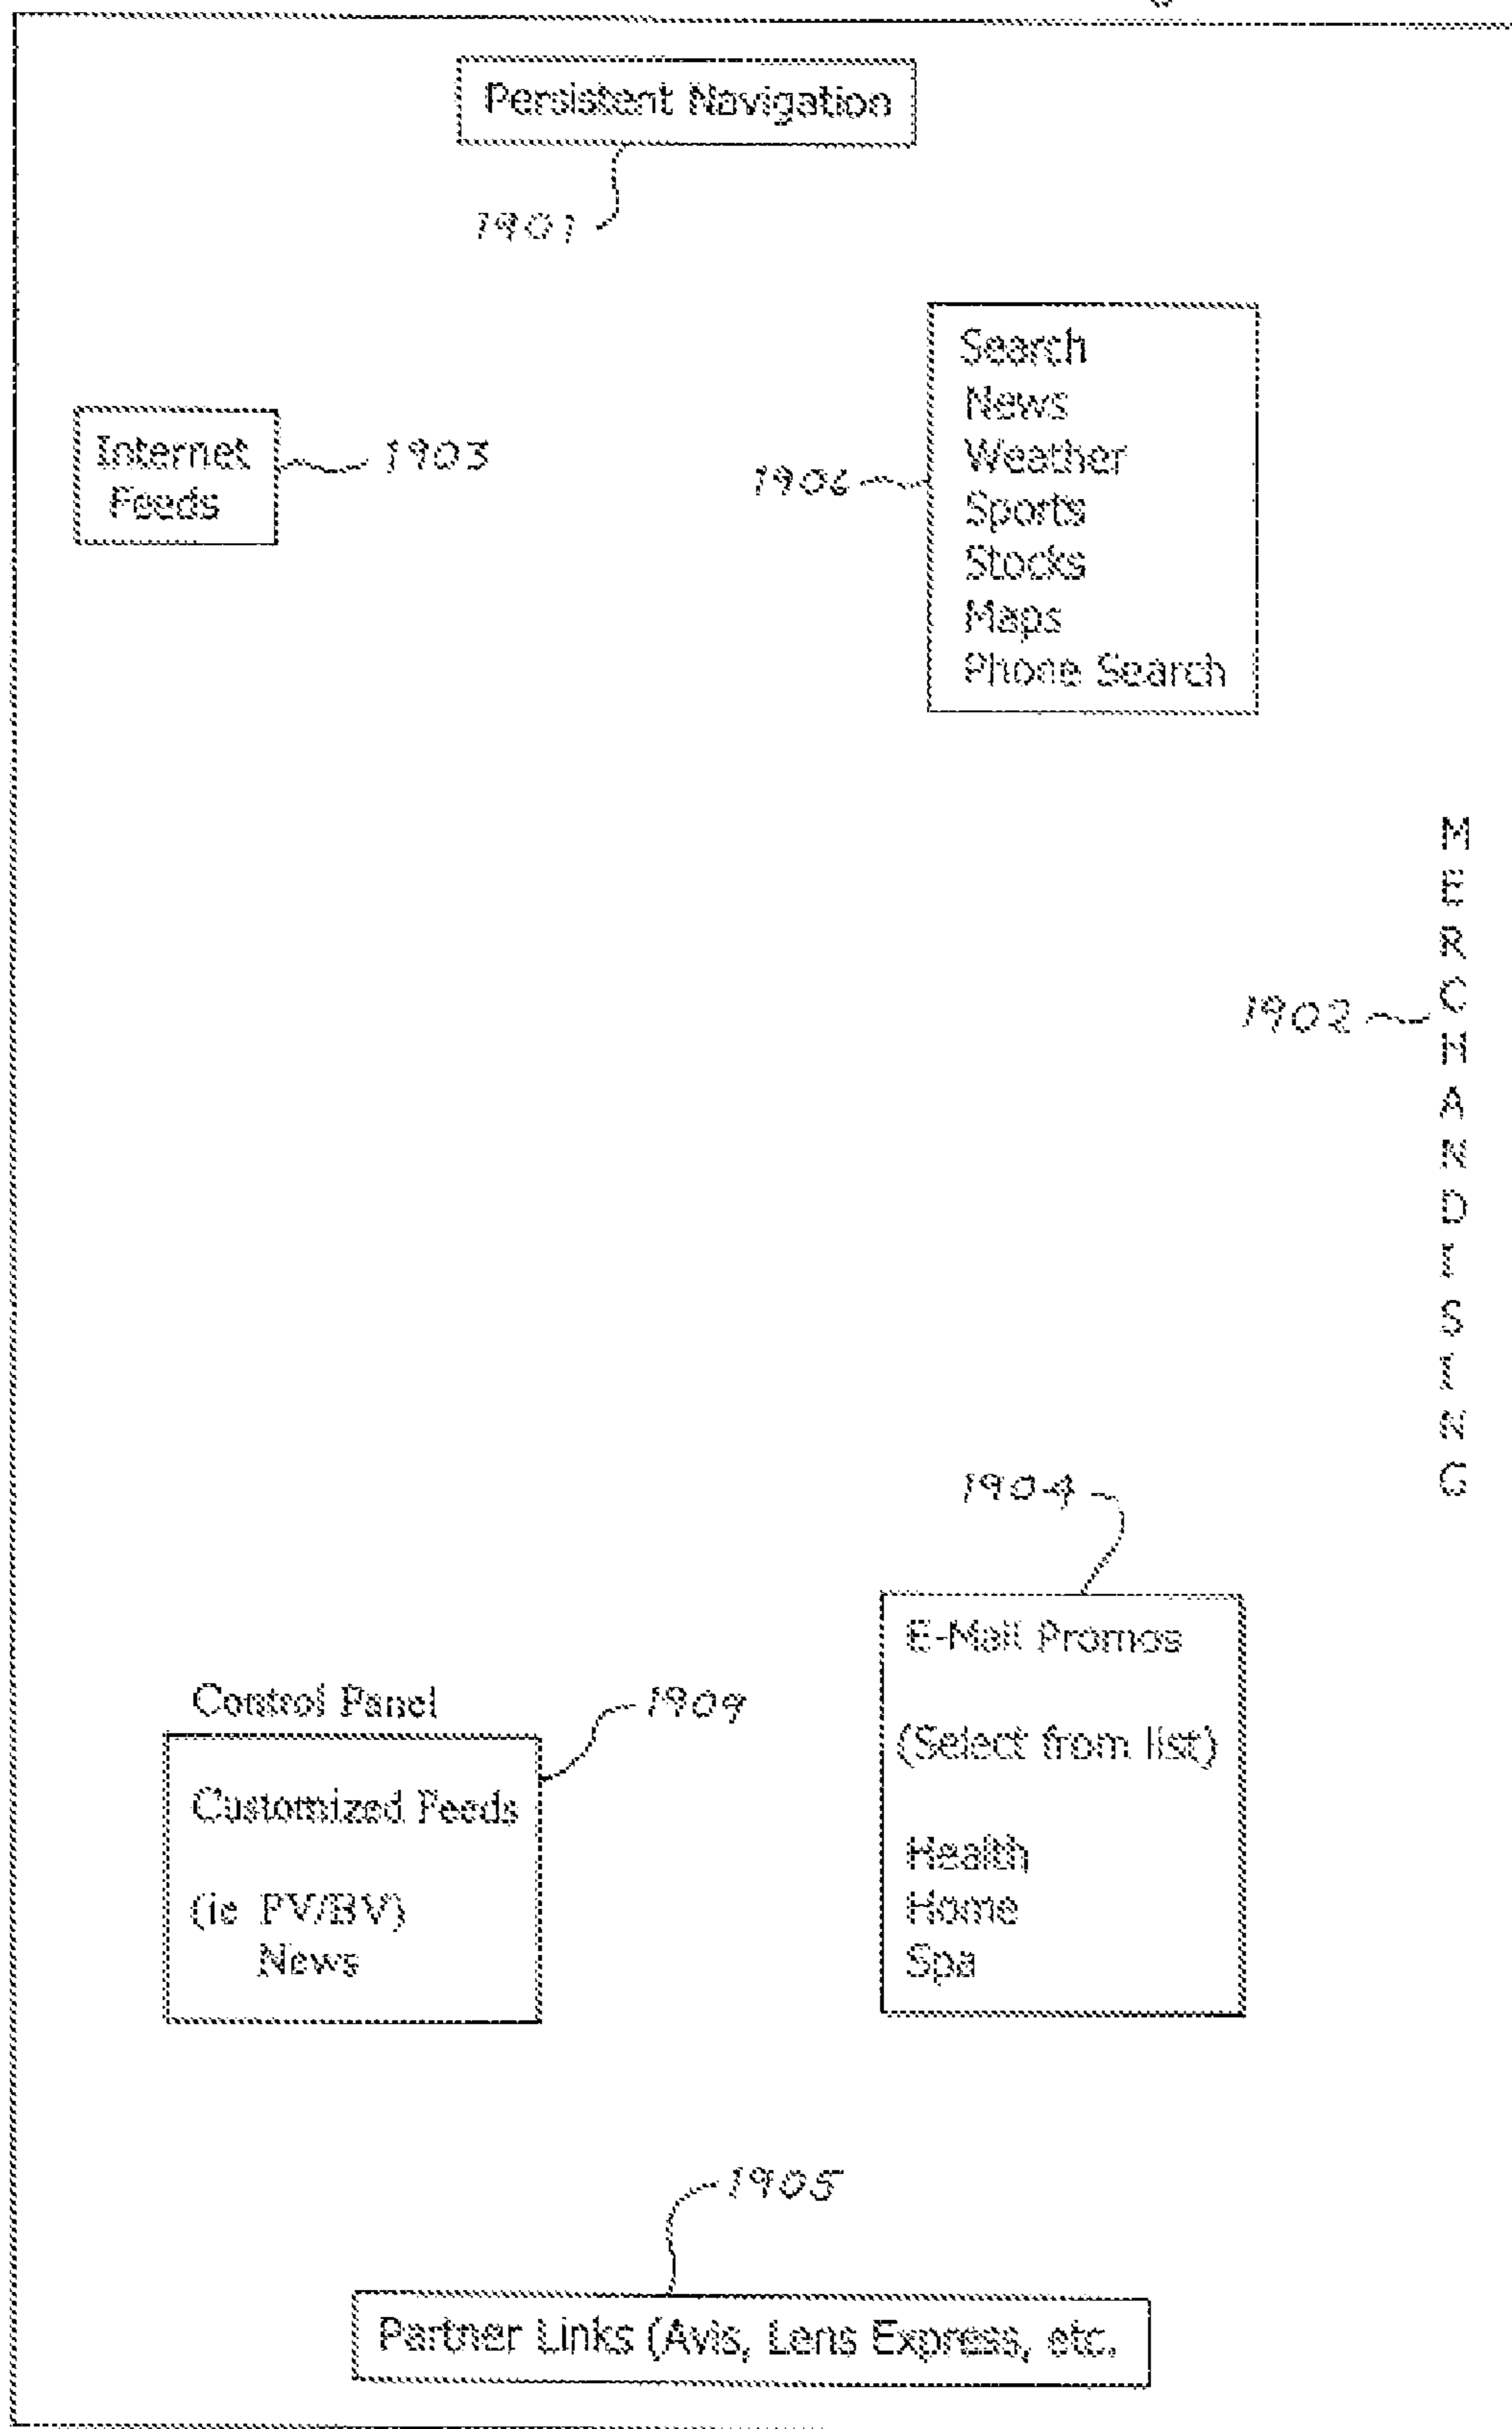 Persistent Navigation
1901
Search
News
Weather
Sports
Stocks
Maps
Phone Search
1906
Internet
Feeds
1903
M
E
R
C
H
A
N
D
I
S
I
N
G
1902
1904
E-Mail Promos
(Select from list)
Health
Home
Spa
Control Panel
1909
Customized Feeds
(ie PV/BV)
News
1905
Partner Links (Avis, Lens Express, etc.